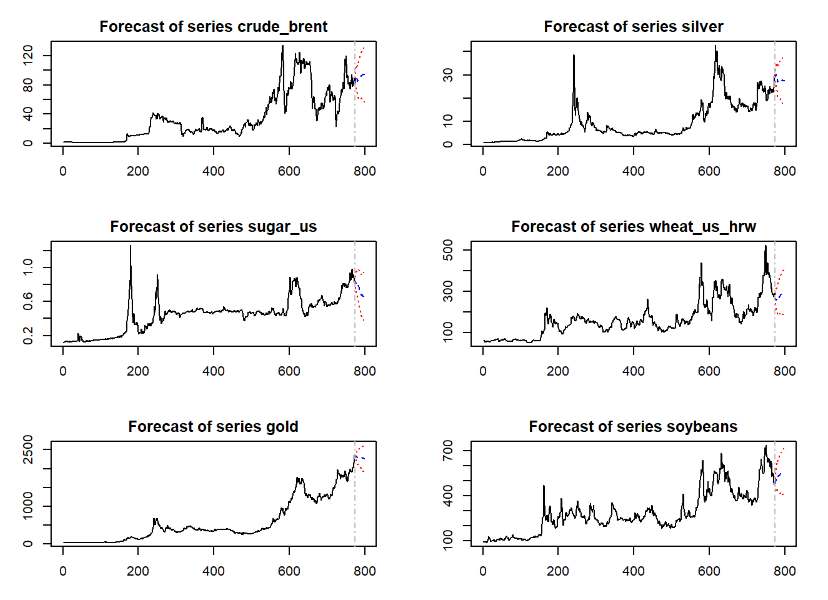 Forecast of series crude_brent
0 40 80 120
0 200 400 600 800
Forecast of series silver
0 10 30
0 200 400 600 800
Forecast of series sugar_us
0.2 0.6 1.0
0 200 400 600 800
Forecast of series wheat_us_hrw
100 300 500
0 200 400 600 800
Forecast of series gold
0 1000 2500
0 200 400 600 800
Forecast of series soybeans
100 400 700
0 200 400 600 800